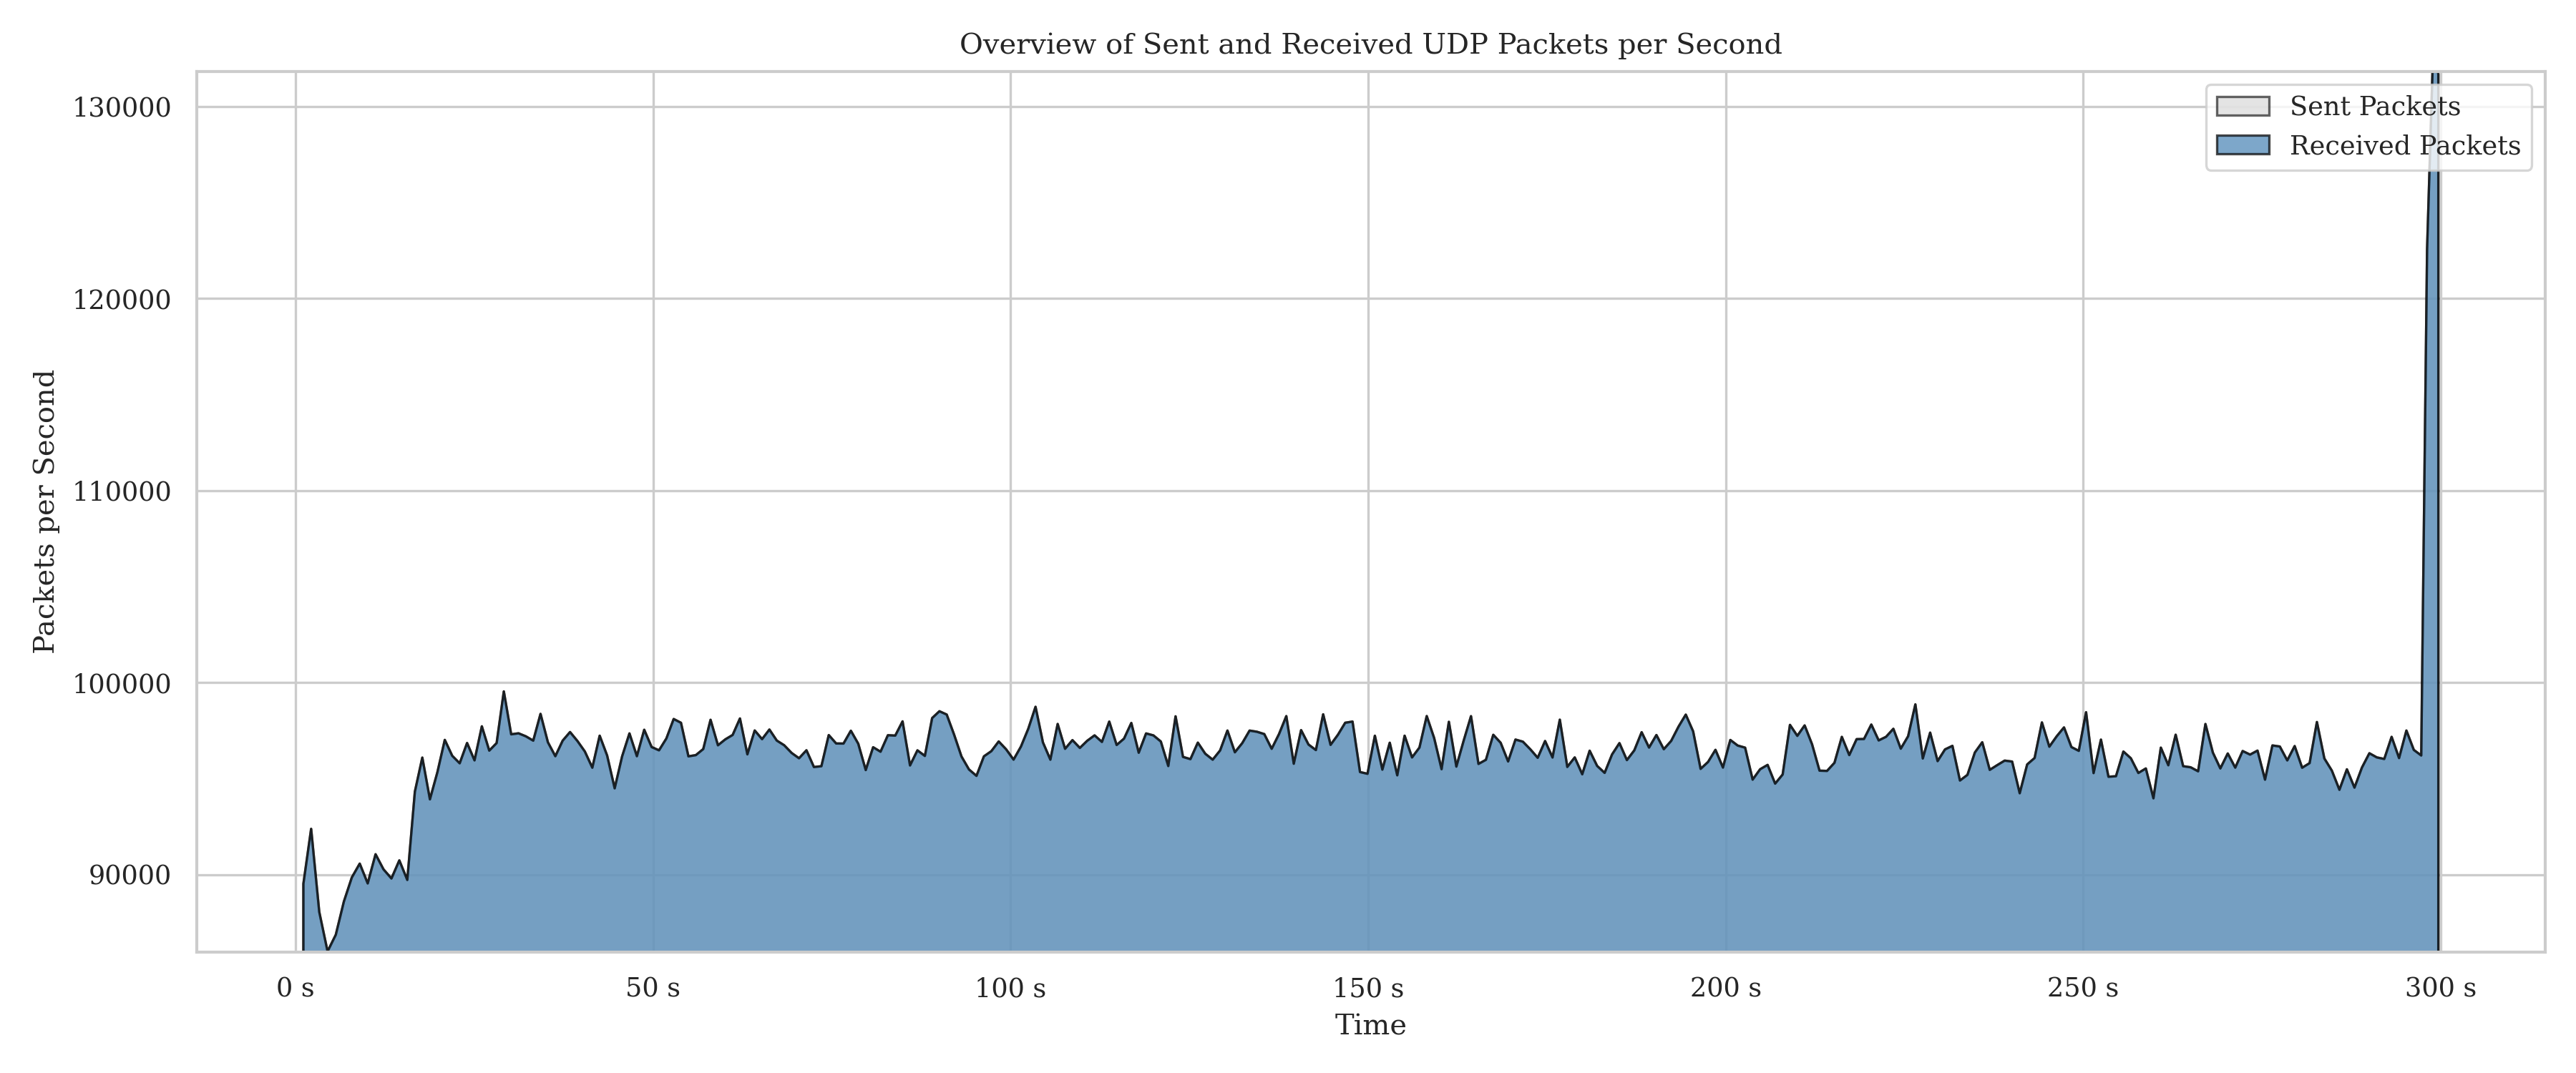 Overview of Sent and Received UDP Packets per Second
130000
120000
110000
100000
90000
Packets per Second
Sent Packets
Received Packets
0 s
50 s
100 s
150 s
200 s
250 s
300 s
Time